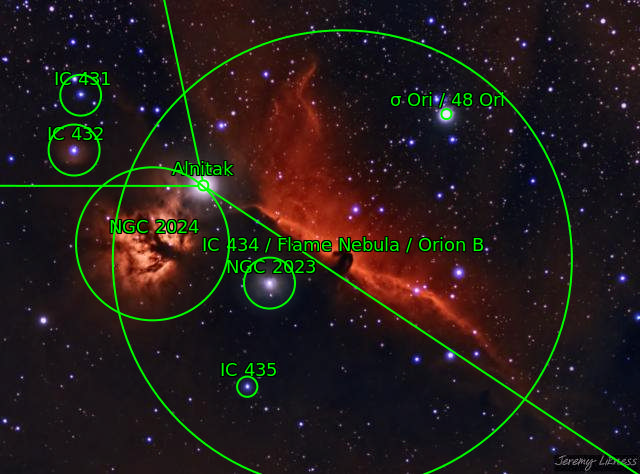 IC 431
σ Ori / 48 Ori
IC 432
Alnitak
NGC 2024
IC 434 / Flame Nebula / Orion B
NGC 2023
IC 435
Jeremy Likness